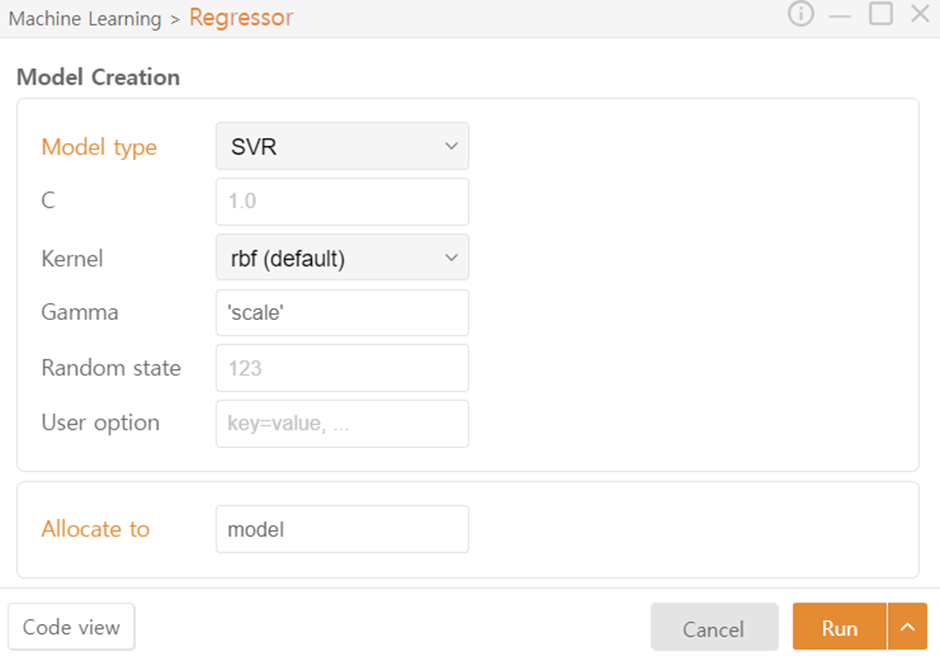 Machine Learning > Regressor
Model Creation
Model type SVR
C 1.0
Kernel rbf (default)
Gamma 'scale'
Random state 123
User option key=value, ...
Allocate to model
Code view Cancel Run